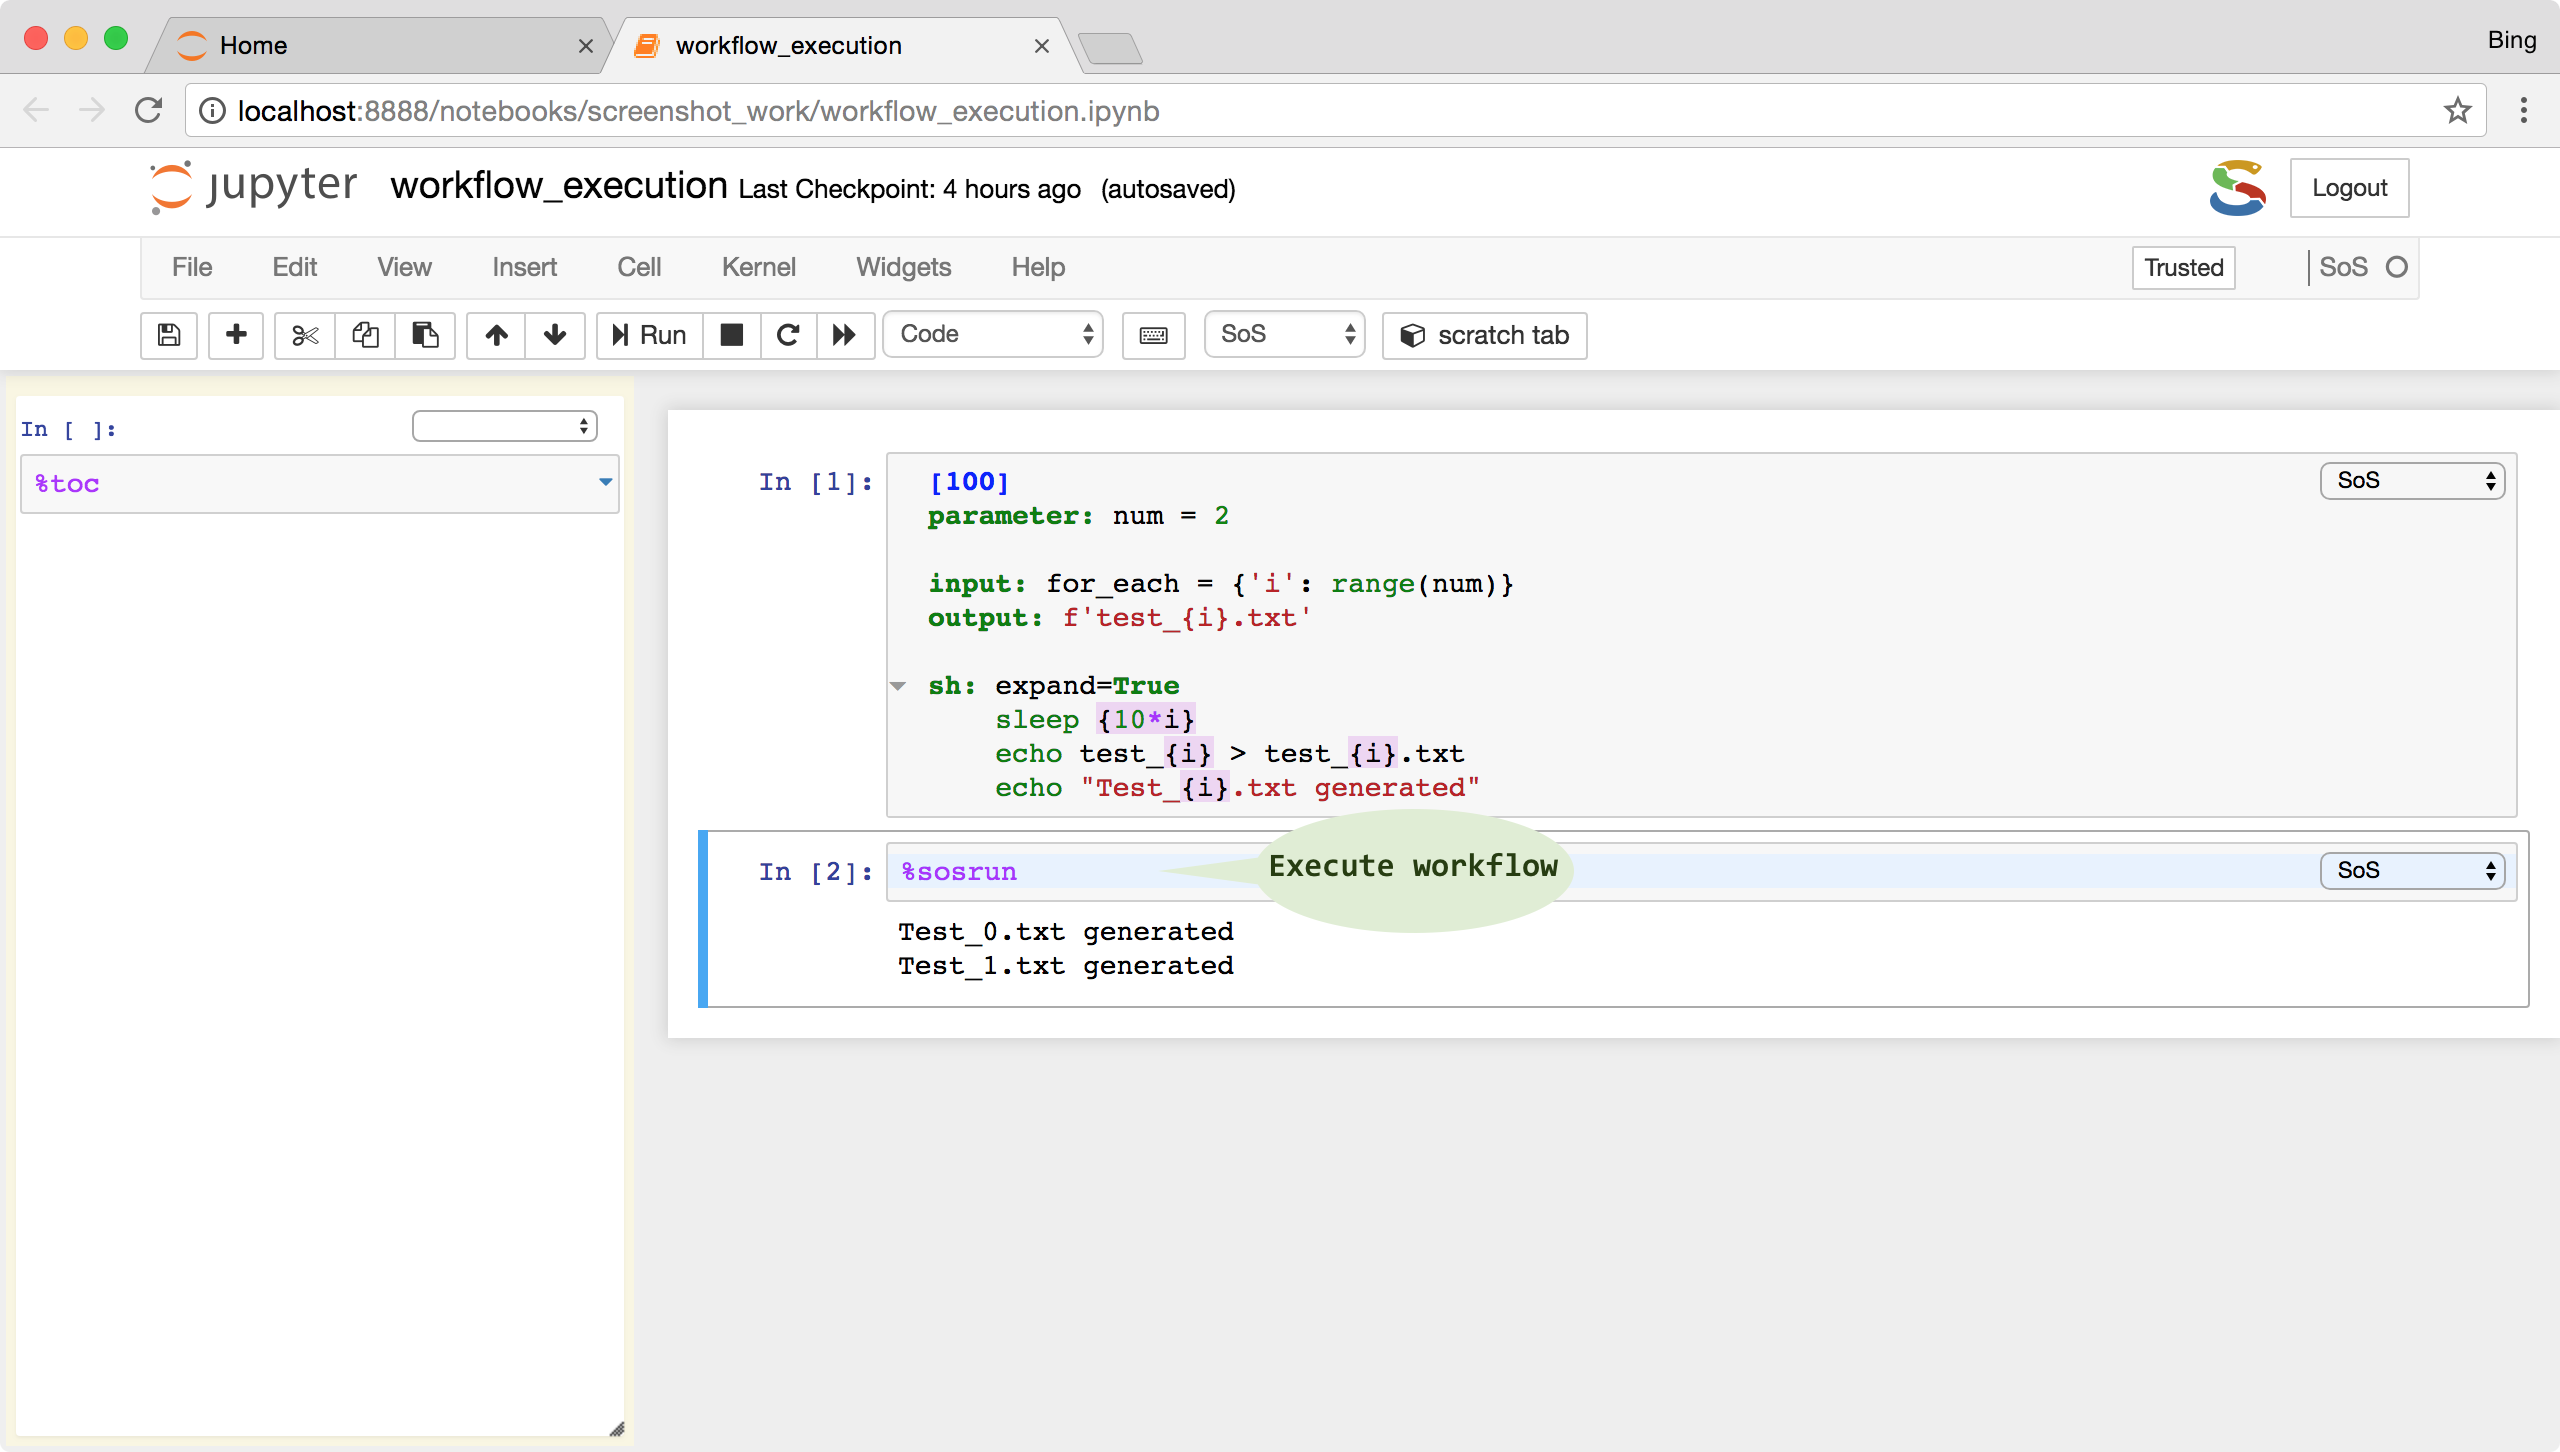 Home
workflow_execution
Bing
localhost:8888/notebooks/screenshot_work/workflow_execution.ipynb
jupyter workflow_execution Last Checkpoint: 4 hours ago (autosaved)
Logout
File Edit View Insert Cell Kernel Widgets Help
Trusted
SoS
Run
Code
SoS
scratch tab
In [ ]:
%toc
In [1]:
SoS
[100]
parameter: num = 2
input: for_each = {'i': range(num)}
output: f'test_{i}.txt'
sh: expand=True
sleep {10*i}
echo test_{i} > test_{i}.txt
echo "Test_{i}.txt generated"
In [2]:
%sosrun
Execute workflow
SoS
Test_0.txt generated
Test_1.txt generated